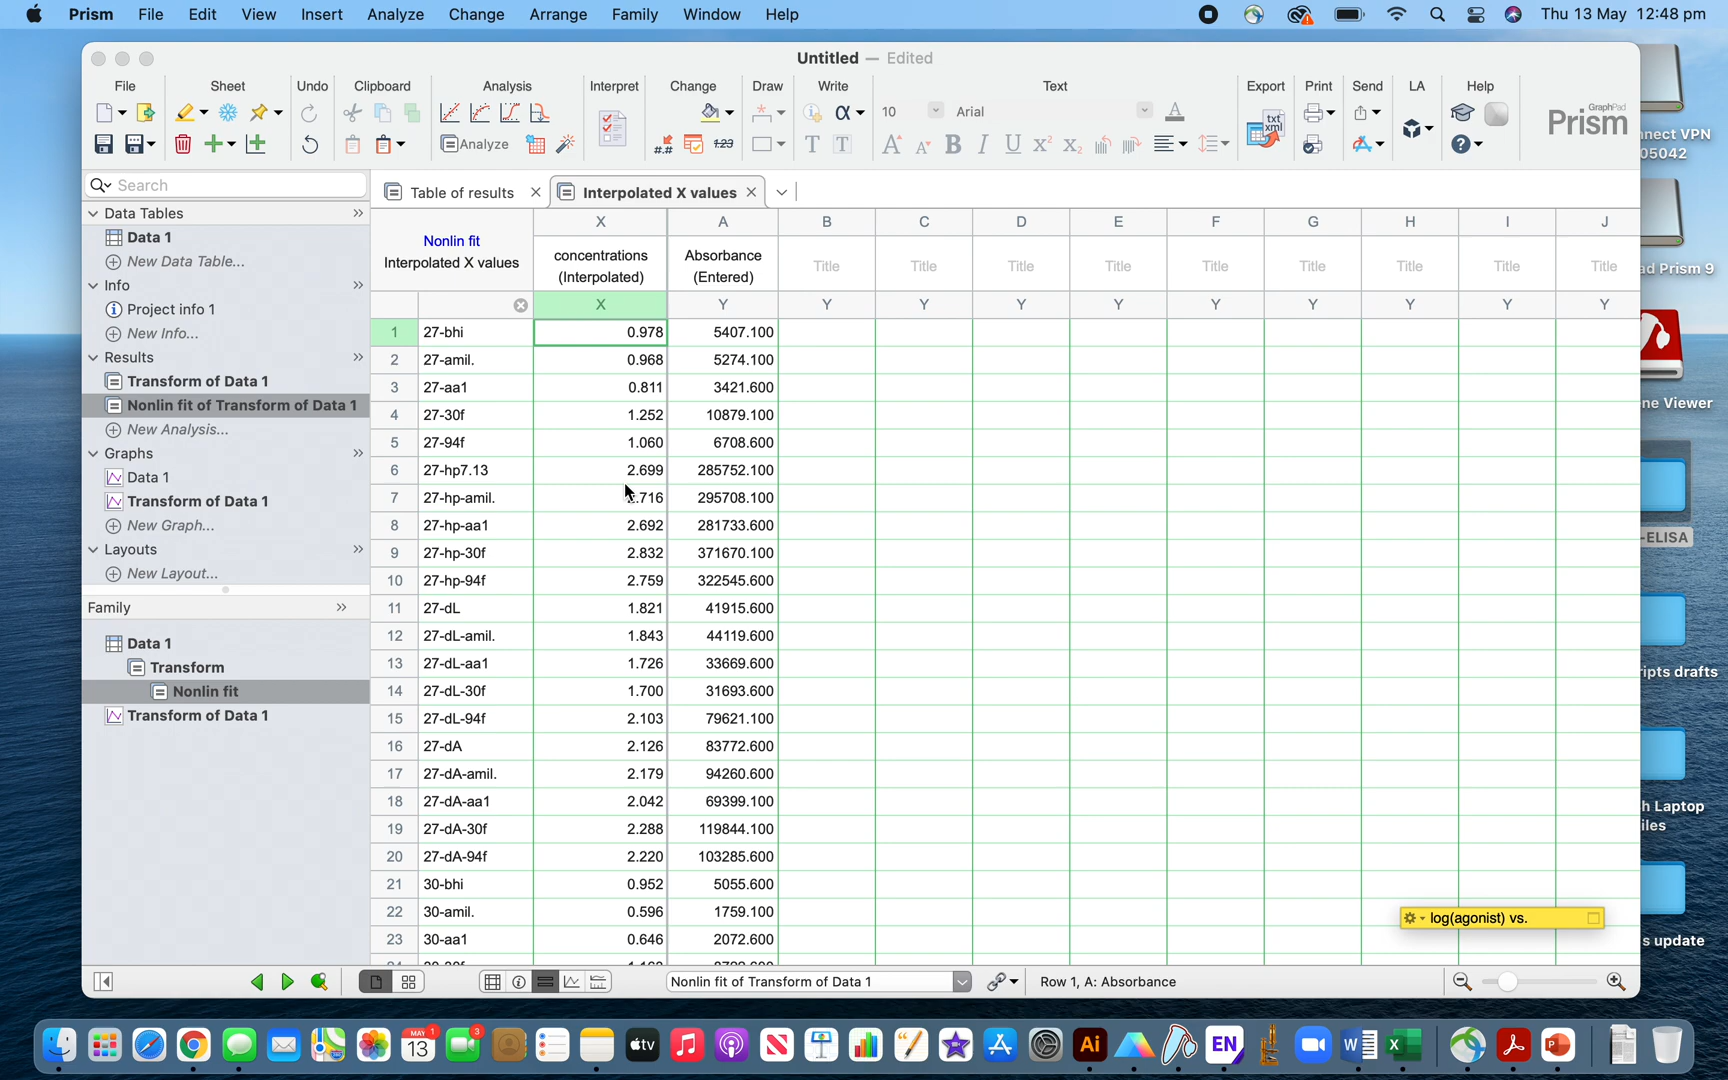 Prism File Edit View Insert Analyze Change Arrange Family Window Help Thu 13 May 12:48 pm
Untitled — Edited
File Sheet Undo Clipboard Analysis Interpret Change Draw Write Text Export Print Send LA Help
10 Arial
Analyze
GraphPad
Prism
Search
Table of results
Interpolated X values
Data Tables
Data 1
New Data Table...
Info
Project info 1
New Info...
Results
Transform of Data 1
Nonlin fit of Transform of Data 1
New Analysis...
Graphs
Data 1
Transform of Data 1
New Graph...
Layouts
New Layout...
Family
Data 1
Transform
Nonlin fit
Transform of Data 1
X A B C D E F G H I J
Nonlin fit
Interpolated X values
concentrations (Interpolated)
Absorbance (Entered)
Title Title Title Title Title Title Title Title Title
X Y Y Y Y Y Y Y Y Y Y
1 27-bhi 0.978 5407.100
2 27-amil. 0.968 5274.100
3 27-aa1 0.811 3421.600
4 27-30f 1.252 10879.100
5 27-94f 1.060 6708.600
6 27-hp7.13 2.699 285752.100
7 27-hp-amil. .716 295708.100
8 27-hp-aa1 2.692 281733.600
9 27-hp-30f 2.832 371670.100
10 27-hp-94f 2.759 322545.600
11 27-dL 1.821 41915.600
12 27-dL-amil. 1.843 44119.600
13 27-dL-aa1 1.726 33669.600
14 27-dL-30f 1.700 31693.600
15 27-dL-94f 2.103 79621.100
16 27-dA 2.126 83772.600
17 27-dA-amil. 2.179 94260.600
18 27-dA-aa1 2.042 69399.100
19 27-dA-30f 2.288 119844.100
20 27-dA-94f 2.220 103285.600
21 30-bhi 0.952 5055.600
22 30-amil. 0.596 1759.100
23 30-aa1 0.646 2072.600
log(agonist) vs.
Nonlin fit of Transform of Data 1
Row 1, A: Absorbance
nnect VPN
05042
ad Prism 9
ne Viewer
-ELISA
ripts drafts
h Laptop
iles
s update
MAY
13
1
3
tv
Ai
EN
W
X
P